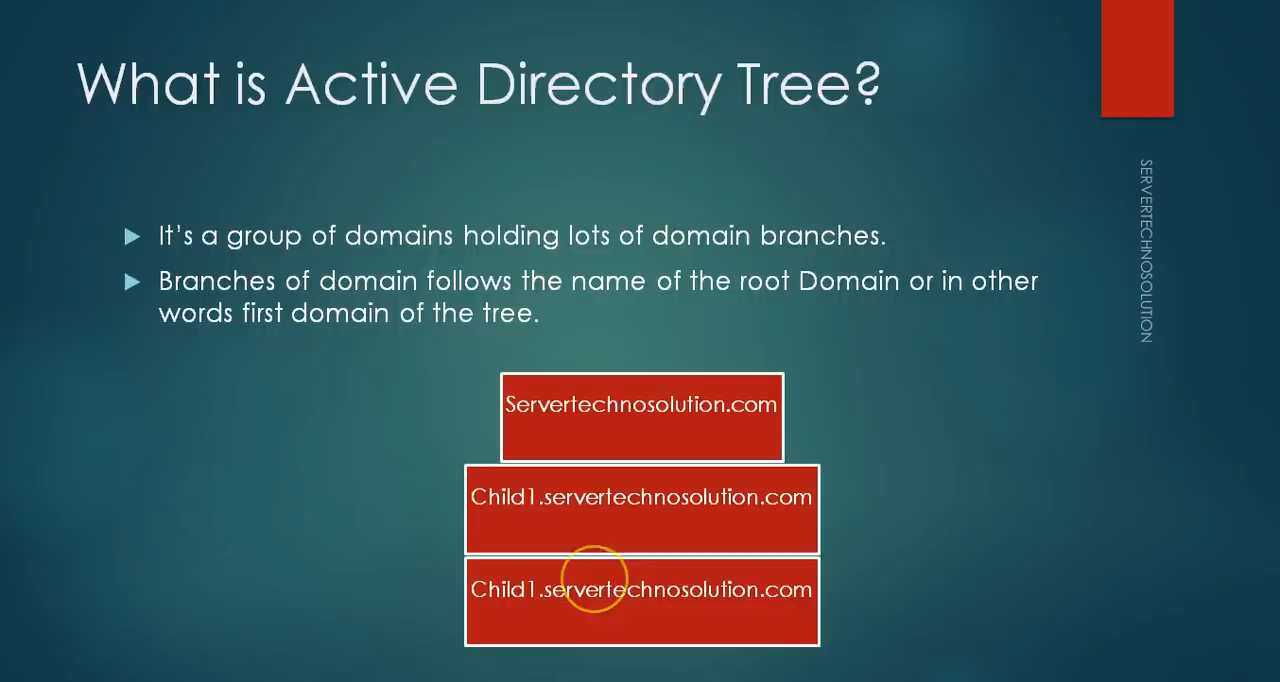 What is Active Directory Tree?
SERVERTECHNOSOLUTION
It's a group of domains holding lots of domain branches.
Branches of domain follows the name of the root Domain or in other
words first domain of the tree.
Servertechnosolution.com
Child1.servertechnosolution.com
Child1.servertechnosolution.com